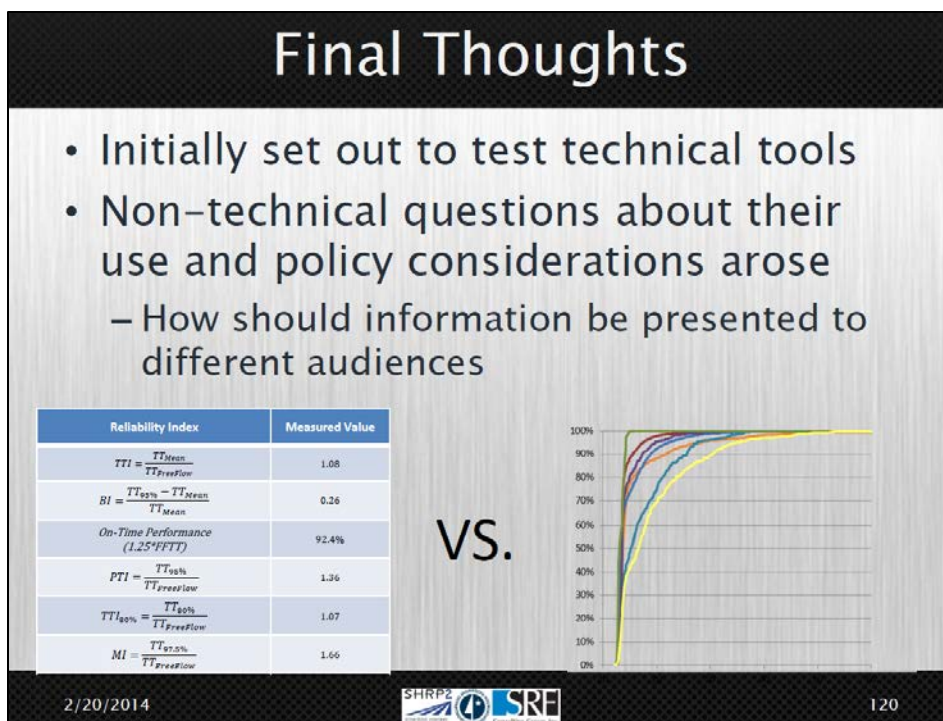 Final Thoughts
• Initially set out to test technical tools
• Non-technical questions about their
use and policy considerations arose
– How should information be presented to
different audiences
Reliability Index Measured Value
TTI = TT_Mean / TT_FreeFlow 1.08
BI = (TT_95% − TT_Mean) / TT_Mean 0.26
On-Time Performance
(1.25*FFTT) 92.4%
PTI = TT_95% / TT_FreeFlow 1.36
TTI_80% = TT_80% / TT_FreeFlow 1.07
MI = TT_97.5% / TT_FreeFlow 1.66
VS.
100%
90%
80%
70%
60%
50%
40%
30%
20%
10%
0%
2/20/2014
SHRP2
SRF
120